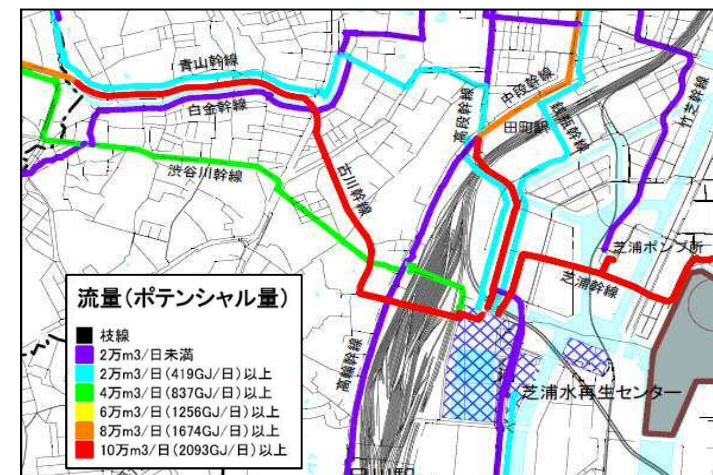 青山幹線
白金幹線
渋谷川幹線
古川幹線
高段幹線
中段幹線
田町駅
銭瓶幹線
竹芝幹線
芝浦ポンプ所
芝浦幹線
高輪幹線
芝浦水再生センター
品川駅
流量(ポテンシャル量)
枝線
2万m3/日未満
2万m3/日(419GJ/日)以上
4万m3/日(837GJ/日)以上
6万m3/日(1256GJ/日)以上
8万m3/日(1674GJ/日)以上
10万m3/日(2093GJ/日)以上